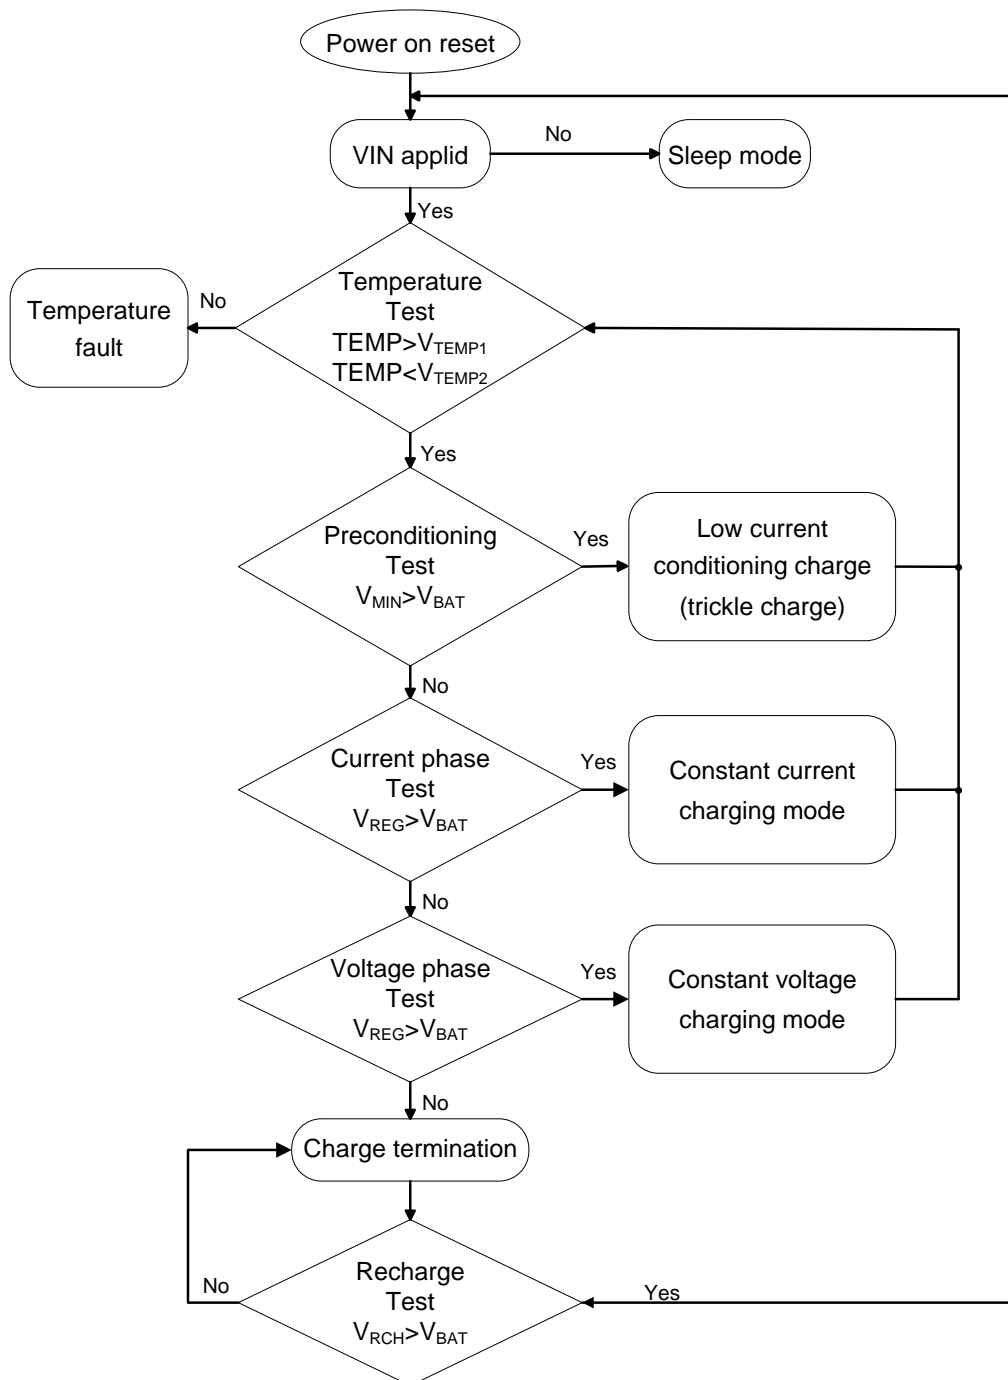 Power on reset
VIN applid
No
Sleep mode
Yes
Temperature
Test
TEMP>VTEMP1
TEMP<VTEMP2
No
Temperature
fault
Yes
Preconditioning
Test
VMIN>VBAT
Yes
Low current
conditioning charge
(trickle charge)
No
Current phase
Test
VREG>VBAT
Yes
Constant current
charging mode
No
Voltage phase
Test
VREG>VBAT
Yes
Constant voltage
charging mode
No
Charge termination
Recharge
Test
VRCH>VBAT
No
Yes